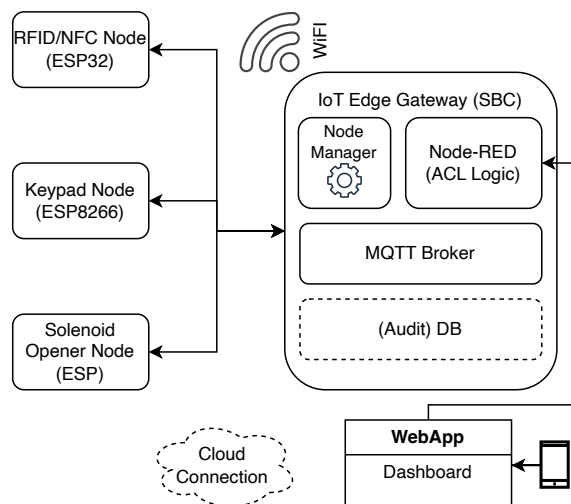 RFID/NFC Node
(ESP32)
WiFI
IoT Edge Gateway (SBC)
Node
Manager
Node-RED
(ACL Logic)
Keypad Node
(ESP8266)
MQTT Broker
(Audit) DB
Solenoid
Opener Node
(ESP)
Cloud
Connection
WebApp
Dashboard